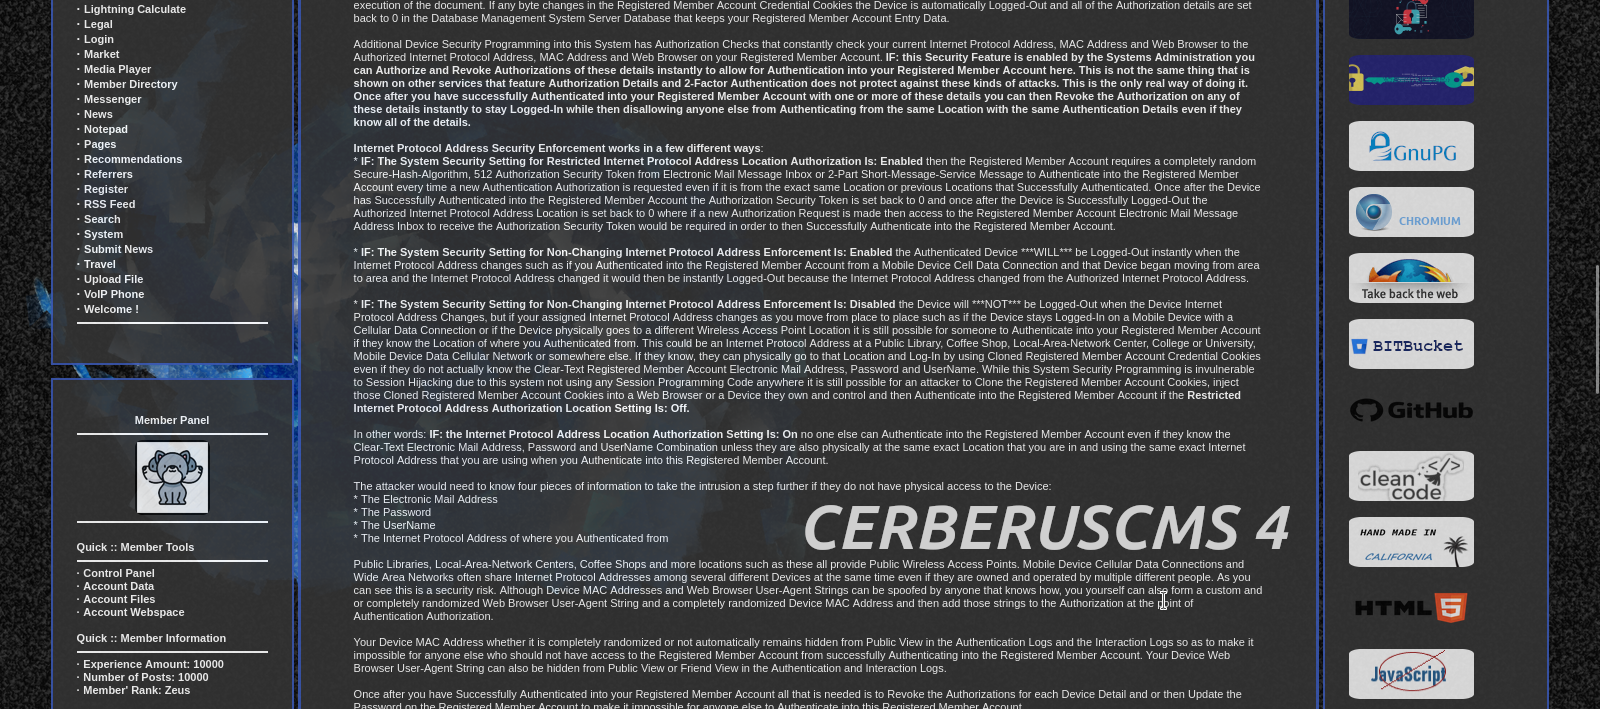 · Lightning Calculate
· Legal
· Login
· Market
· Media Player
· Member Directory
· Messenger
· News
· Notepad
· Pages
· Recommendations
· Referrers
· Register
· RSS Feed
· Search
· System
· Submit News
· Travel
· Upload File
· VoIP Phone
· Welcome !
Member Panel
Quick :: Member Tools
· Control Panel
· Account Data
· Account Files
· Account Webspace
Quick :: Member Information
· Experience Amount: 10000
· Number of Posts: 10000
· Member' Rank: Zeus
execution of the document. If any byte changes in the Registered Member Account Credential Cookies the Device is automatically Logged-Out and all of the Authorization details are set
back to 0 in the Database Management System Server Database that keeps your Registered Member Account Entry Data.
Additional Device Security Programming into this System has Authorization Checks that constantly check your current Internet Protocol Address, MAC Address and Web Browser to the
Authorized Internet Protocol Address, MAC Address and Web Browser on your Registered Member Account. IF: this Security Feature is enabled by the Systems Administration you
can Authorize and Revoke Authorizations of these details instantly to allow for Authentication into your Registered Member Account here. This is not the same thing that is
shown on other services that feature Authorization Details and 2-Factor Authentication does not protect against these kinds of attacks. This is the only real way of doing it.
Once after you have successfully Authenticated into your Registered Member Account with one or more of these details you can then Revoke the Authorization on any of
these details instantly to stay Logged-In while then disallowing anyone else from Authenticating from the same Location with the same Authentication Details even if they
know all of the details.
Internet Protocol Address Security Enforcement works in a few different ways:
* IF: The System Security Setting for Restricted Internet Protocol Address Location Authorization Is: Enabled then the Registered Member Account requires a completely random
Secure-Hash-Algorithm, 512 Authorization Security Token from Electronic Mail Message Inbox or 2-Part Short-Message-Service Message to Authenticate into the Registered Member
Account every time a new Authentication Authorization is requested even if it is from the exact same Location or previous Locations that Successfully Authenticated. Once after the Device
has Successfully Authenticated into the Registered Member Account the Authorization Security Token is set back to 0 and once after the Device is Successfully Logged-Out the
Authorized Internet Protocol Address Location is set back to 0 where if a new Authorization Request is made then access to the Registered Member Account Electronic Mail Message
Address Inbox to receive the Authorization Security Token would be required in order to then Successfully Authenticate into the Registered Member Account.
* IF: The System Security Setting for Non-Changing Internet Protocol Address Enforcement Is: Enabled the Authenticated Device ***WILL*** be Logged-Out instantly when the
Internet Protocol Address changes such as if you Authenticated into the Registered Member Account from a Mobile Device Cell Data Connection and that Device began moving from area
to area and the Internet Protocol Address changed it would then be instantly Logged-Out because the Internet Protocol Address changed from the Authorized Internet Protocol Address.
* IF: The System Security Setting for Non-Changing Internet Protocol Address Enforcement Is: Disabled the Device will ***NOT*** be Logged-Out when the Device Internet
Protocol Address Changes, but if your assigned Internet Protocol Address changes as you move from place to place such as if the Device stays Logged-In on a Mobile Device with a
Cellular Data Connection or if the Device physically goes to a different Wireless Access Point Location it is still possible for someone to Authenticate into your Registered Member Account
if they know the Location of where you Authenticated from. This could be an Internet Protocol Address at a Public Library, Coffee Shop, Local-Area-Network Center, College or University,
Mobile Device Data Cellular Network or somewhere else. If they know, they can physically go to that Location and Log-In by using Cloned Registered Member Account Credential Cookies
even if they do not actually know the Clear-Text Registered Member Account Electronic Mail Address, Password and UserName. While this System Security Programming is invulnerable
to Session Hijacking due to this system not using any Session Programming Code anywhere it is still possible for an attacker to Clone the Registered Member Account Cookies, inject
those Cloned Registered Member Account Cookies into a Web Browser or a Device they own and control and then Authenticate into the Registered Member Account if the Restricted
Internet Protocol Address Authorization Location Setting Is: Off.
In other words: IF: the Internet Protocol Address Location Authorization Setting Is: On no one else can Authenticate into the Registered Member Account even if they know the
Clear-Text Electronic Mail Address, Password and UserName Combination unless they are also physically at the same exact Location that you are in and using the same exact Internet
Protocol Address that you are using when you Authenticate into this Registered Member Account.
The attacker would need to know four pieces of information to take the intrusion a step further if they do not have physical access to the Device:
* The Electronic Mail Address
* The Password
* The UserName
* The Internet Protocol Address of where you Authenticated from
CERBERUSCMS 4
Public Libraries, Local-Area-Network Centers, Coffee Shops and more locations such as these all provide Public Wireless Access Points. Mobile Device Cellular Data Connections and
Wide Area Networks often share Internet Protocol Addresses among several different Devices at the same time even if they are owned and operated by multiple different people. As you
can see this is a security risk. Although Device MAC Addresses and Web Browser User-Agent Strings can be spoofed by anyone that knows how, you yourself can also form a custom and
or completely randomized Web Browser User-Agent String and a completely randomized Device MAC Address and then add those strings to the Authorization at the point of
Authentication Authorization.
Your Device MAC Address whether it is completely randomized or not automatically remains hidden from Public View in the Authentication Logs and the Interaction Logs so as to make it
impossible for anyone else who should not have access to the Registered Member Account from successfully Authenticating into the Registered Member Account. Your Device Web
Browser User-Agent String can also be hidden from Public View or Friend View in the Authentication and Interaction Logs.
Once after you have Successfully Authenticated into your Registered Member Account all that is needed is to Revoke the Authorizations for each Device Detail and or then Update the
Password on the Registered Member Account to make it impossible for anyone else to Authenticate into this Registered Member Account.
GnuPG
CHROMIUM
Take back the web
BITBucket
GitHub
</>
clean
code
HAND MADE IN
CALIFORNIA
HTML 5
JavaScript